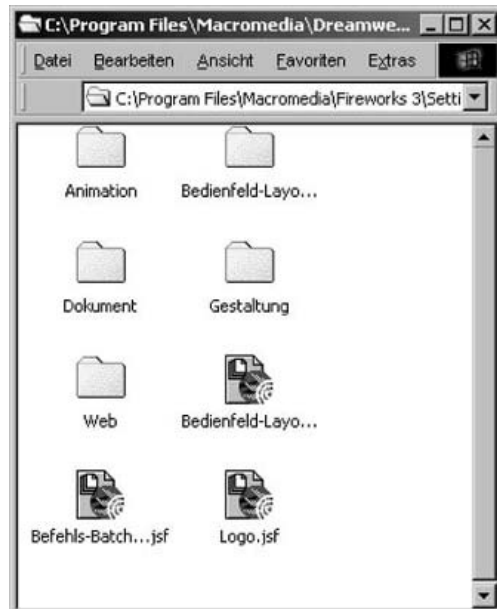 C:\Program Files\Macromedia\Dreamwe...
Datei Bearbeiten Ansicht Favoriten Extras
C:\Program Files\Macromedia\Fireworks 3\Setti
Animation Bedienfeld-Layo...
Dokument Gestaltung
Web Bedienfeld-Layo...
Befehls-Batch...jsf Logo.jsf